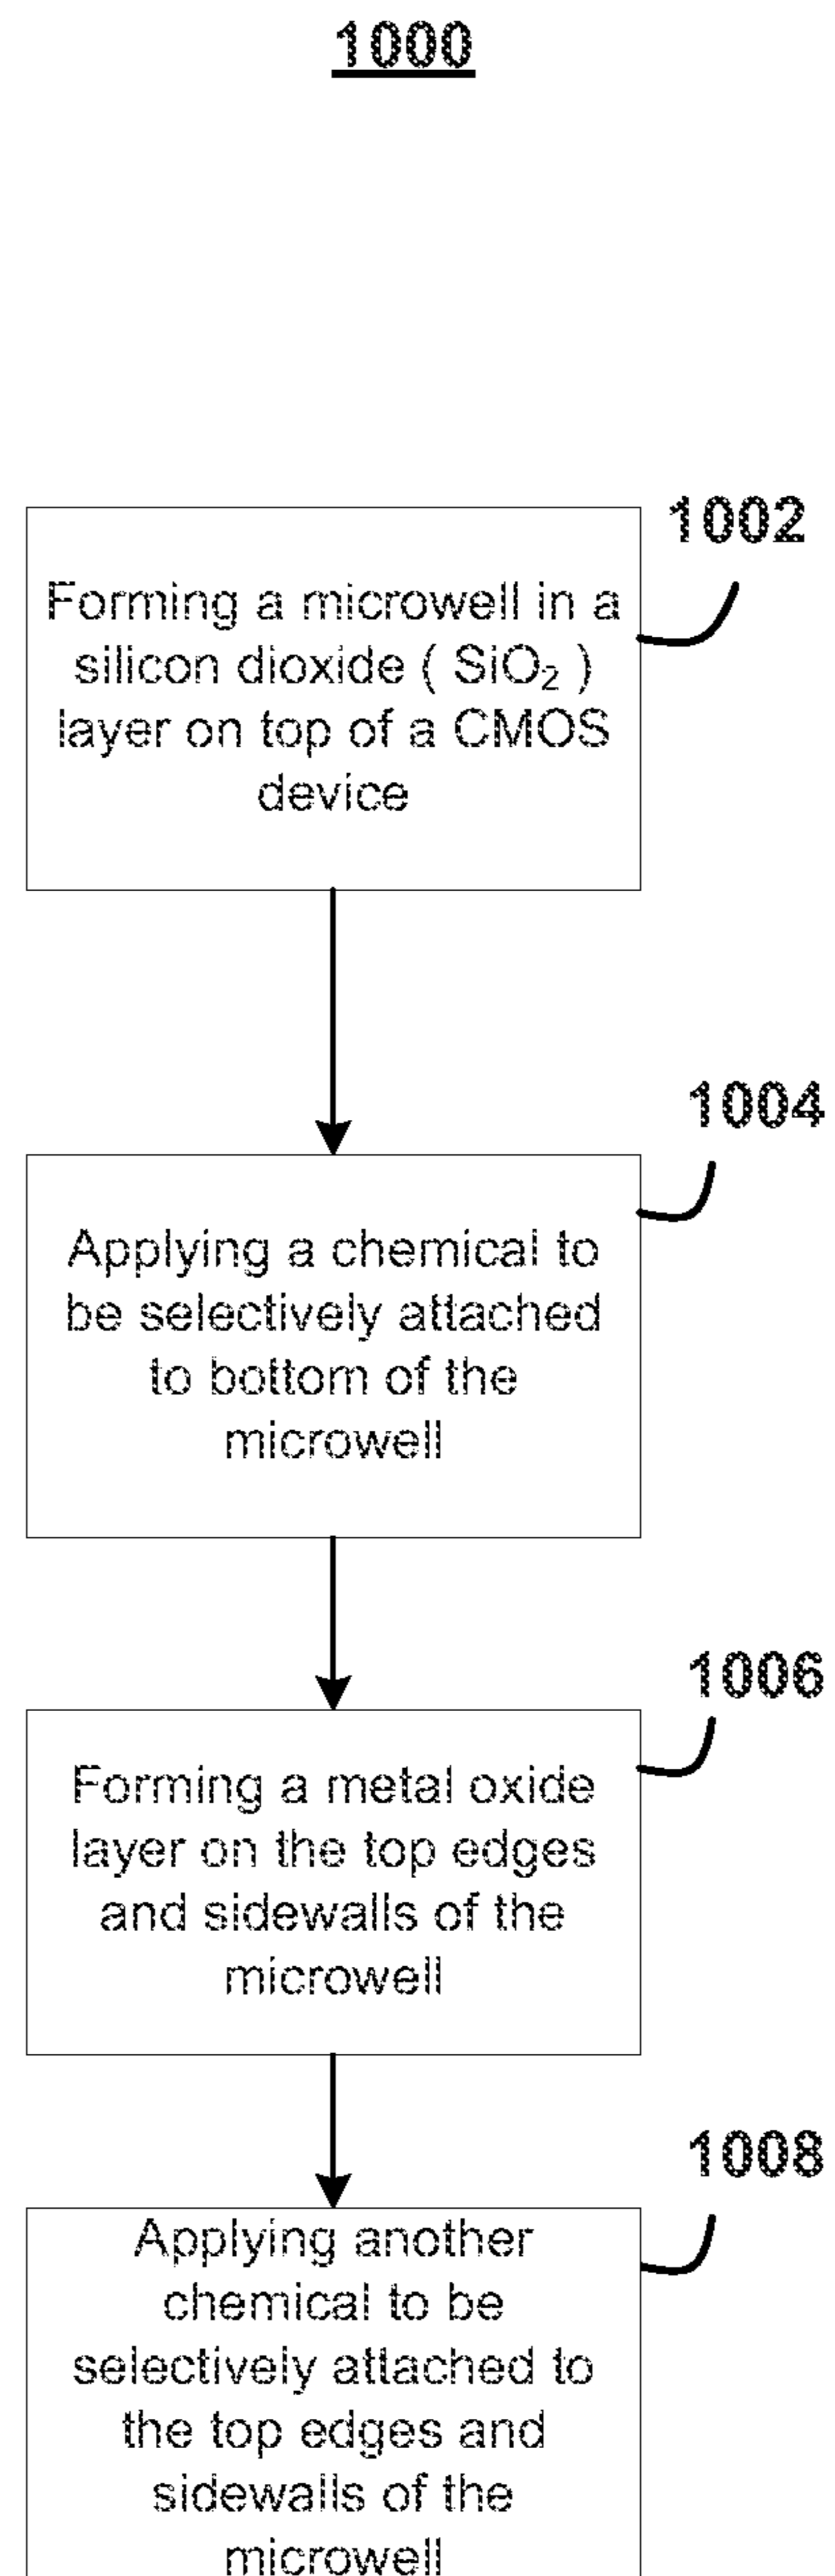 1000
1002
Forming a microwell in a
silicon dioxide ( SiO₂ )
layer on top of a CMOS
device
1004
Applying a chemical to
be selectively attached
to bottom of the
microwell
1006
Forming a metal oxide
layer on the top edges
and sidewalls of the
microwell
1008
Applying another
chemical to be
selectively attached to
the top edges and
sidewalls of the
microwell